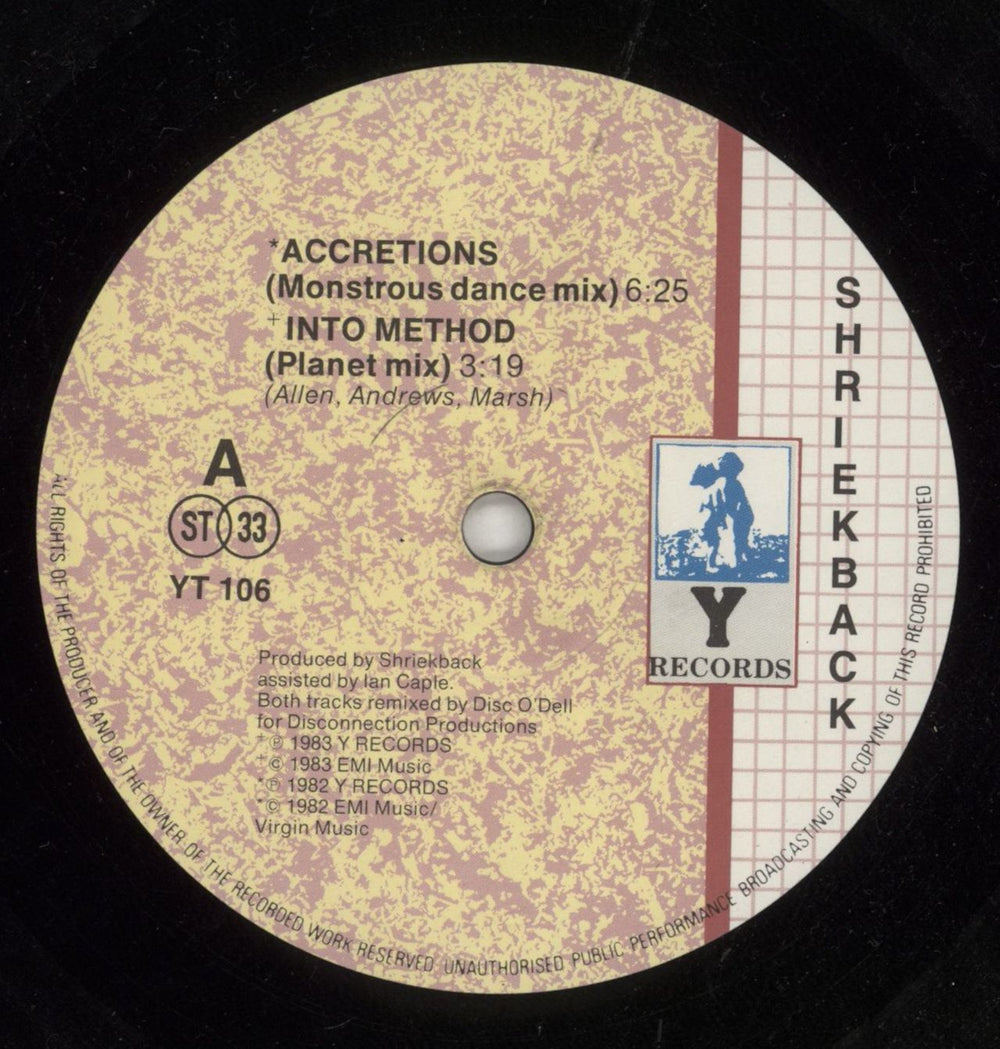 *ACCRETIONS
(Monstrous dance mix) 6:25
+INTO METHOD
(Planet mix) 3:19
(Allen, Andrews, Marsh)
A
ST 33
YT 106
Produced by Shriekback
assisted by Ian Caple.
Both tracks remixed by Disc O'Dell
for Disconnection Productions
+℗ 1983 Y RECORDS
+© 1983 EMI Music
*℗ 1982 Y RECORDS
*© 1982 EMI Music/
Virgin Music
Y
RECORDS
SHRIEKBACK
ALL RIGHTS OF THE PRODUCER AND OF THE OWNER OF THE RECORDED WORK RESERVED UNAUTHORISED PUBLIC PERFORMANCE BROADCASTING AND COPYING OF THIS RECORD PROHIBITED